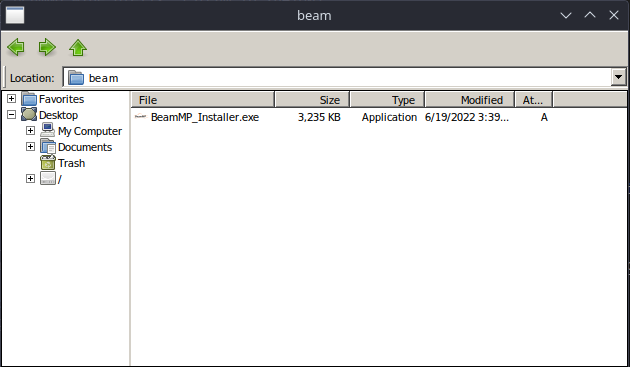 beam
Location: beam
Favorites
Desktop
My Computer
Documents
Trash
/
File Size Type Modified At...
BeamMP_Installer.exe 3,235 KB Application 6/19/2022 3:39... A